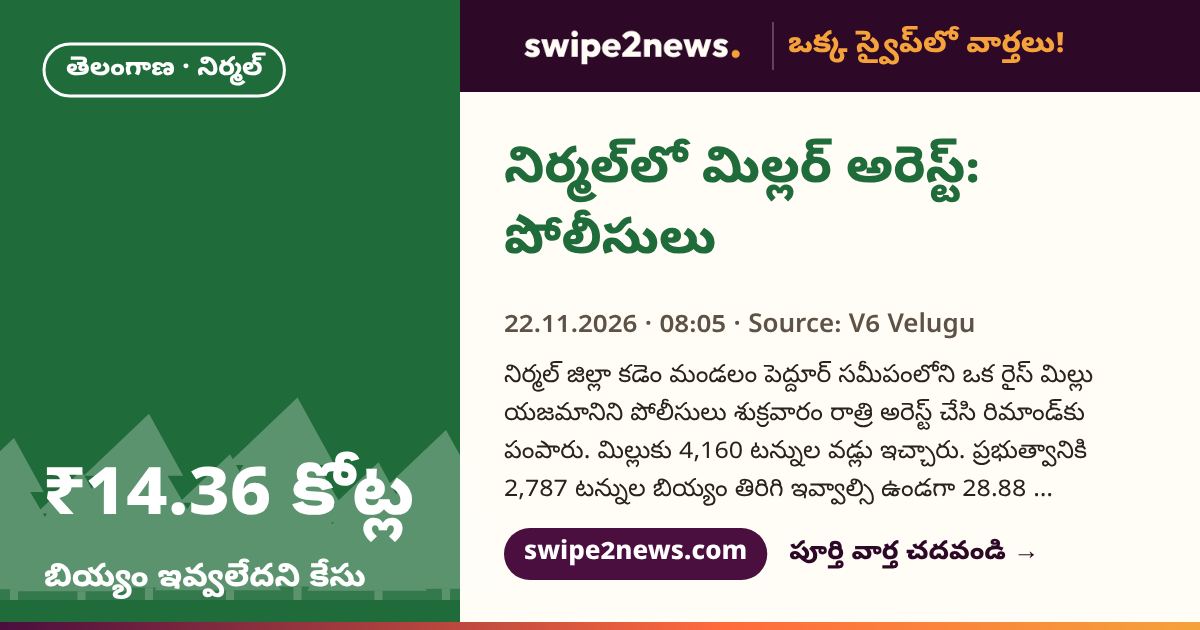 తెలంగాణ · నిర్మల్
swipe2news.
ఒక్క స్వైప్‌లో వార్తలు!
నిర్మల్‌లో మిల్లర్ అరెస్ట్:
పోలీసులు
22.11.2026 · 08:05 · Source: V6 Velugu
నిర్మల్ జిల్లా కడెం మండలం పెద్దూర్ సమీపంలోని ఒక రైస్ మిల్లు
యజమానిని పోలీసులు శుక్రవారం రాత్రి అరెస్ట్ చేసి రిమాండ్‌కు
పంపారు. మిల్లుకు 4,160 టన్నుల వడ్లు ఇచ్చారు. ప్రభుత్వానికి
2,787 టన్నుల బియ్యం తిరిగి ఇవ్వాల్సి ఉండగా 28.88 ...
₹14.36 కోట్ల
బియ్యం ఇవ్వలేదని కేసు
swipe2news.com
పూర్తి వార్త చదవండి →